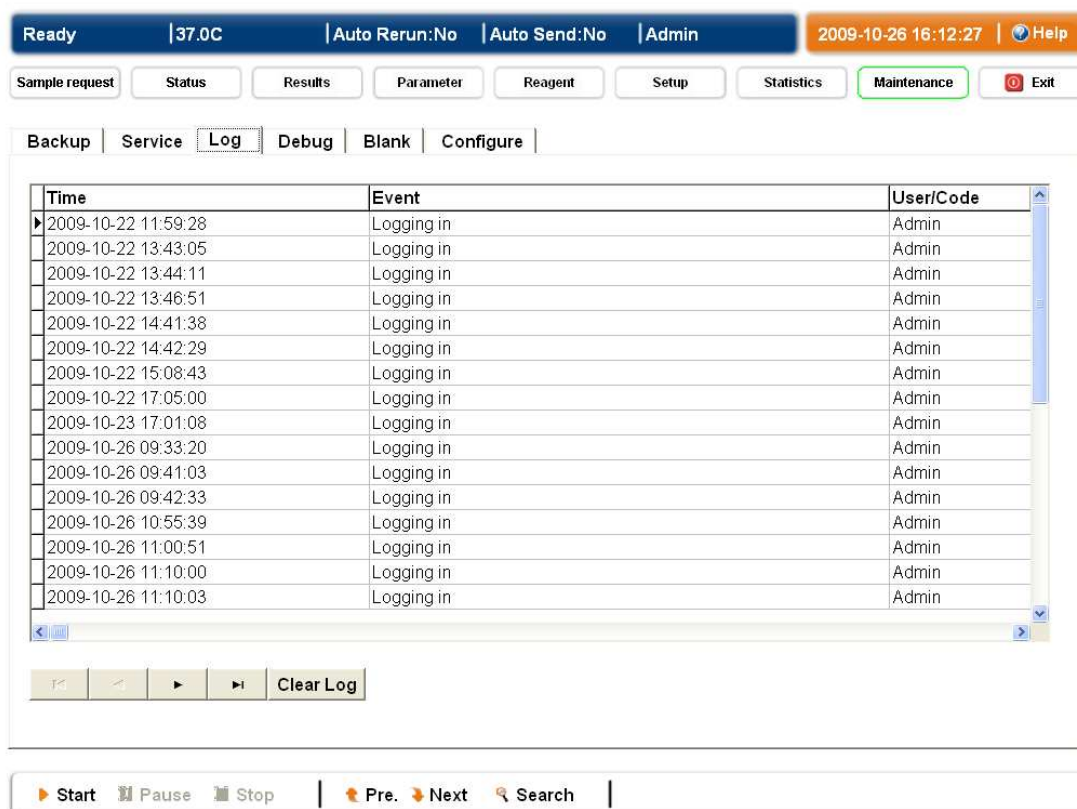 Ready |37.0C |Auto Rerun:No |Auto Send:No |Admin 2009-10-26 16:12:27 | Help
Sample request Status Results Parameter Reagent Setup Statistics Maintenance Exit
Backup Service Log Debug Blank Configure
Time Event User/Code
2009-10-22 11:59:28 Logging in Admin
2009-10-22 13:43:05 Logging in Admin
2009-10-22 13:44:11 Logging in Admin
2009-10-22 13:46:51 Logging in Admin
2009-10-22 14:41:38 Logging in Admin
2009-10-22 14:42:29 Logging in Admin
2009-10-22 15:08:43 Logging in Admin
2009-10-22 17:05:00 Logging in Admin
2009-10-23 17:01:08 Logging in Admin
2009-10-26 09:33:20 Logging in Admin
2009-10-26 09:41:03 Logging in Admin
2009-10-26 09:42:33 Logging in Admin
2009-10-26 10:55:39 Logging in Admin
2009-10-26 11:00:51 Logging in Admin
2009-10-26 11:10:00 Logging in Admin
2009-10-26 11:10:03 Logging in Admin
Clear Log
Start Pause Stop | Pre. Next Search |